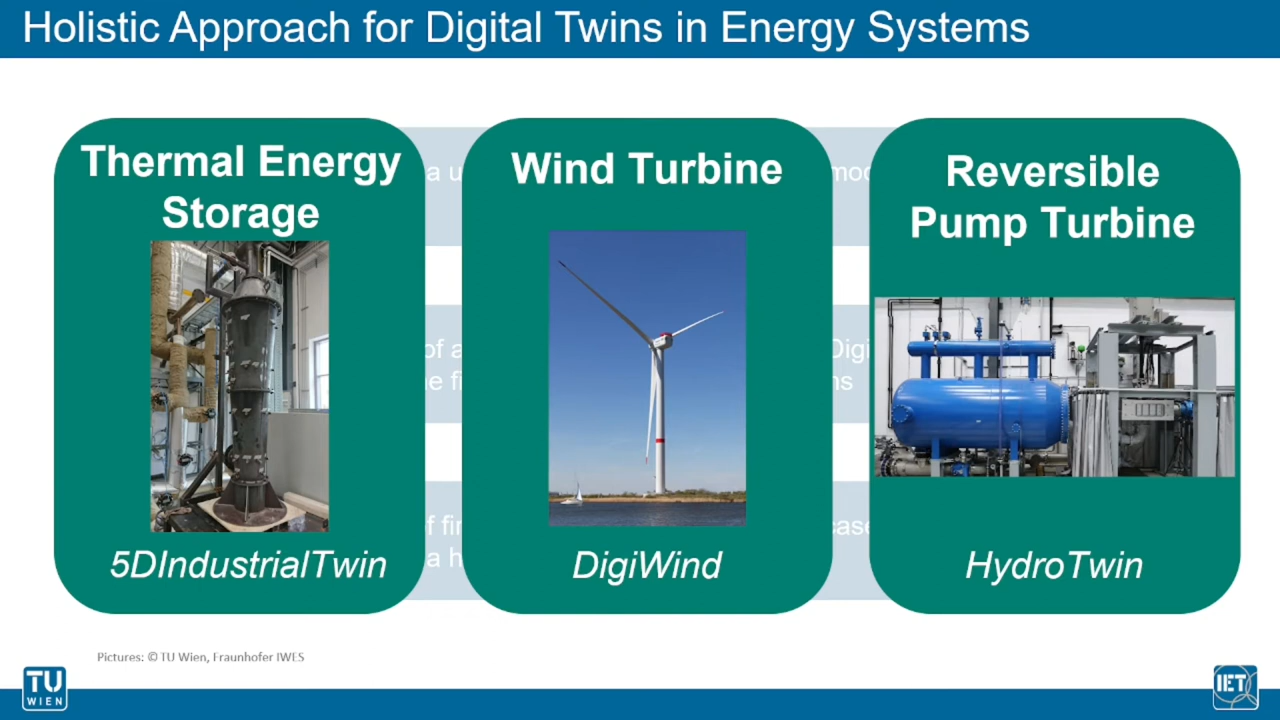 Holistic Approach for Digital Twins in Energy Systems
Thermal Energy
Storage
5DIndustrialTwin
Wind Turbine
DigiWind
Reversible
Pump Turbine
HydroTwin
Pictures: © TU Wien, Fraunhofer IWES
TU
WIEN
IET